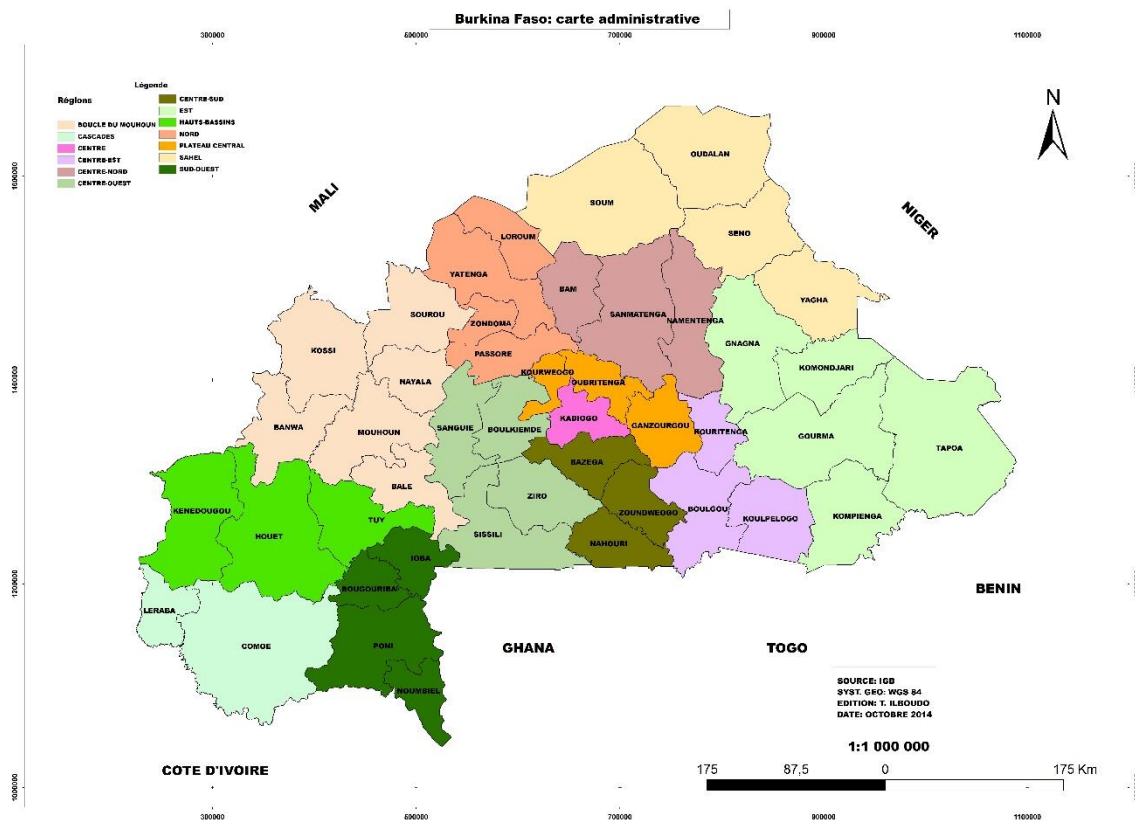 Burkina Faso: carte administrative
300000 500000 700000 900000 1100000
Légende
Régions
BOUCLE DU MOUHOUN
CASCADES
CENTRE
CENTRE-EST
CENTRE-NORD
CENTRE-OUEST
CENTRE-SUD
EST
HAUTS-BASSINS
NORD
PLATEAU CENTRAL
SAHEL
SUD-OUEST
N
MALI
NIGER
OUDALAN
SOUM
SENO
LOROUM
YATENGA
BAM
YAGHA
SOUROU
SANMATENGA
NAMENTENGA
ZONDOMA
KOSSI
GNAGNA
PASSORE
KOMONDJARI
KOURWEOGO
NAYALA
OUBRITENGA
KADIOGO
BANWA
MOUHOUN
SANGUIE
BOULKIEMDE
GANZOURGOU
KOURITENGA
GOURMA
TAPOA
BAZEGA
BALE
ZIRO
KENEDOUGOU
TUY
ZOUNDWEOGO
BOULGOU
KOULPELOGO
KOMPIENGA
HOUET
SISSILI
NAHOURI
IOBA
BOUGOURIBA
LERABA
COMOE
PONI
NOUMBIEL
BENIN
GHANA
TOGO
COTE D'IVOIRE
SOURCE: IGB
SYST. GEO: WGS 84
EDITION: T. ILBOUDO
DATE: OCTOBRE 2014
1:1 000 000
175 87,5 0 175 Km
1600000
1400000
1200000
1000000
300000 500000 700000 900000 1100000